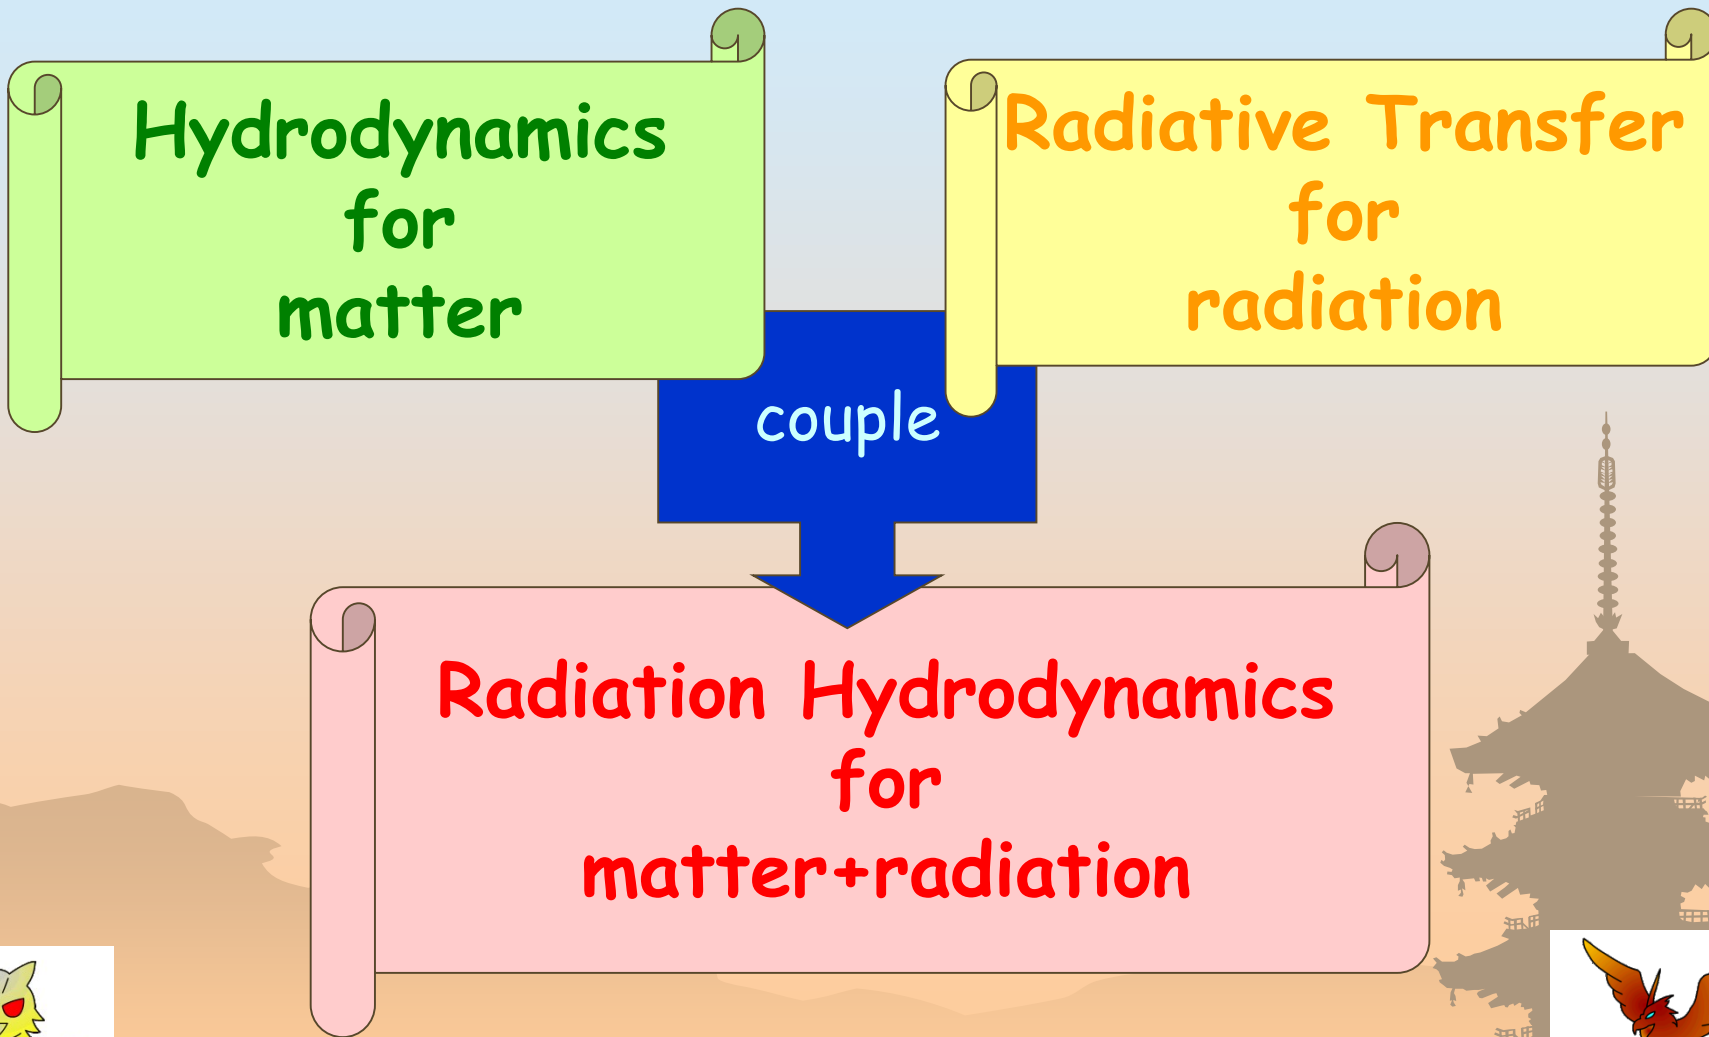 Hydrodynamics
for
matter
Radiative Transfer
for
radiation
couple
Radiation Hydrodynamics
for
matter+radiation